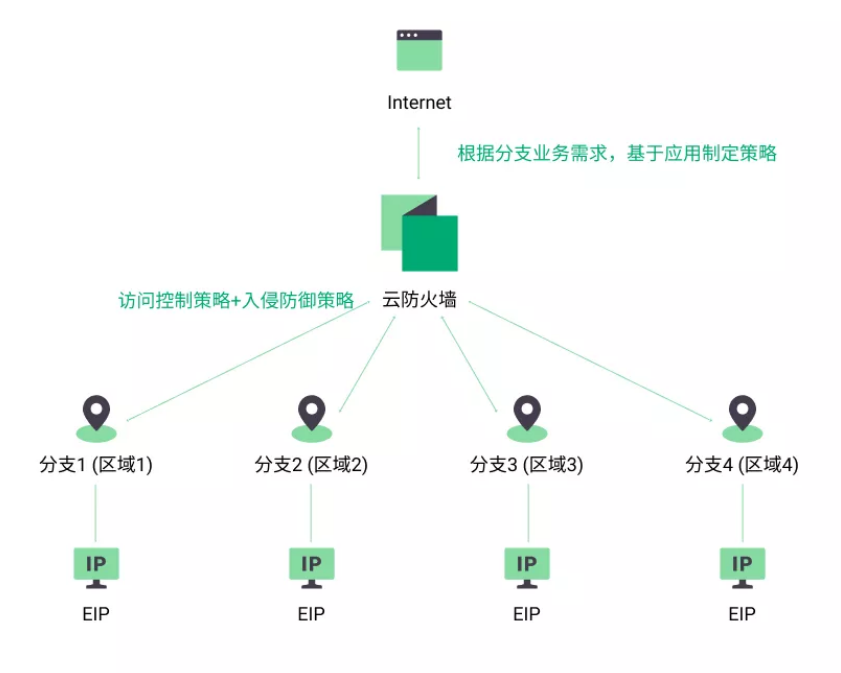 Internet
根据分支业务需求，基于应用制定策略
访问控制策略+入侵防御策略
云防火墙
分支1 (区域1)
分支2 (区域2)
分支3 (区域3)
分支4 (区域4)
IP
IP
IP
IP
EIP
EIP
EIP
EIP